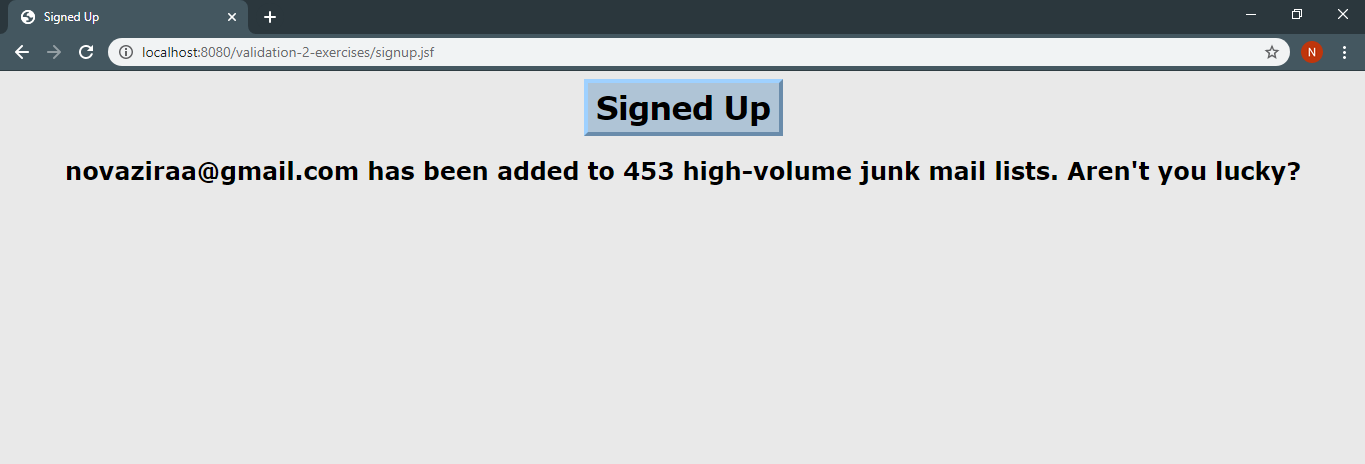 Signed Up
localhost:8080/validation-2-exercises/signup.jsf
N
Signed Up
novaziraa@gmail.com has been added to 453 high-volume junk mail lists. Aren't you lucky?